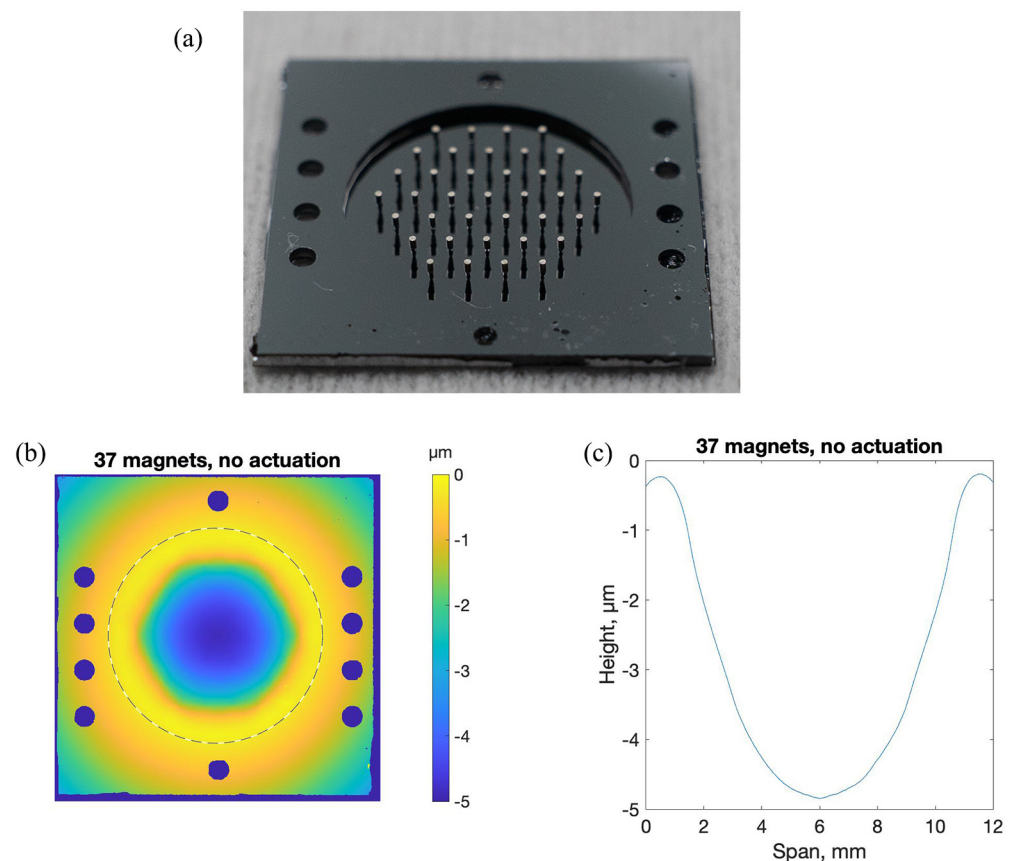 (a)
(b)
37 magnets, no actuation
µm
0
-1
-2
-3
-4
-5
(c)
37 magnets, no actuation
Height, µm
0
-1
-2
-3
-4
-5
0 2 4 6 8 10 12
Span, mm